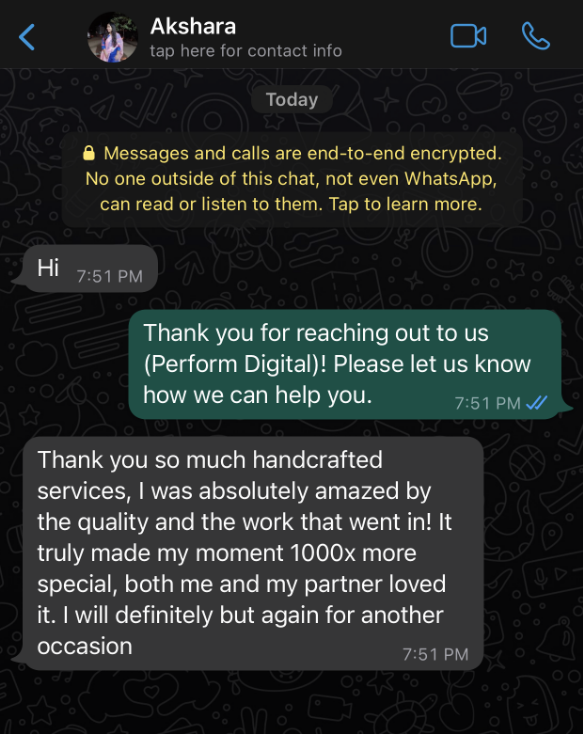 Akshara
tap here for contact info
Today
Messages and calls are end-to-end encrypted.
No one outside of this chat, not even WhatsApp,
can read or listen to them. Tap to learn more.
Hi 7:51 PM
Thank you for reaching out to us
(Perform Digital)! Please let us know
how we can help you. 7:51 PM
Thank you so much handcrafted
services, I was absolutely amazed by
the quality and the work that went in! It
truly made my moment 1000x more
special, both me and my partner loved
it. I will definitely but again for another
occasion 7:51 PM